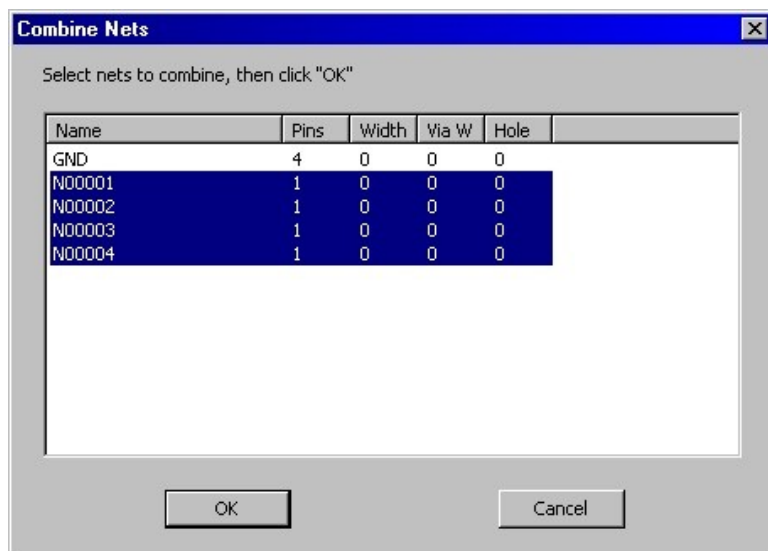 Combine Nets
Select nets to combine, then click "OK"
Name Pins Width Via W Hole
GND 4 0 0 0
N00001 1 0 0 0
N00002 1 0 0 0
N00003 1 0 0 0
N00004 1 0 0 0
OK Cancel